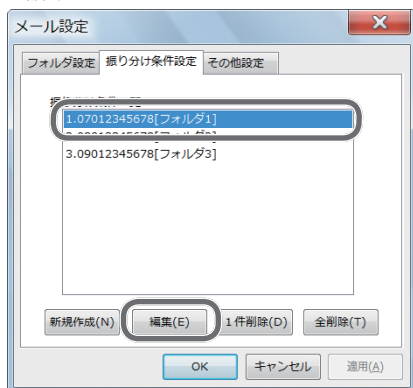 メール設定
フォルダ設定 振り分け条件設定 その他設定
1.07012345678[フォルダ1]
3.09012345678[フォルダ3]
新規作成(N) 編集(E) 1件削除(D) 全削除(T)
OK キャンセル 適用(A)